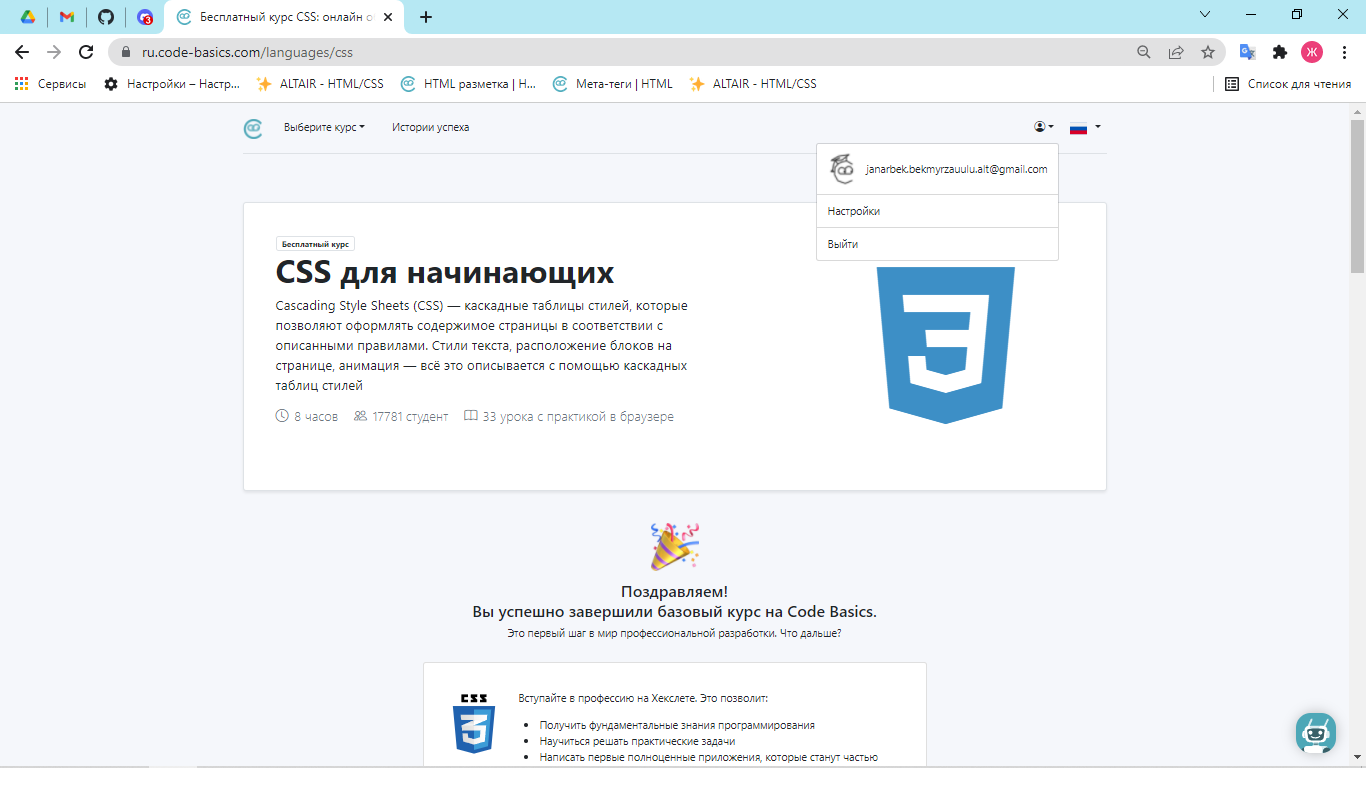 3
Бесплатный курс CSS: онлайн о
ru.code-basics.com/languages/css
Ж
Сервисы
Настройки – Настр...
ALTAIR - HTML/CSS
HTML разметка | H...
Мета-теги | HTML
ALTAIR - HTML/CSS
Список для чтения
Выберите курс
Истории успеха
janarbek.bekmyrzauulu.alt@gmail.com
Настройки
Выйти
Бесплатный курс
CSS для начинающих
Cascading Style Sheets (CSS) — каскадные таблицы стилей, которые
позволяют оформлять содержимое страницы в соответствии с
описанными правилами. Стили текста, расположение блоков на
странице, анимация — всё это описывается с помощью каскадных
таблиц стилей
8 часов
17781 студент
33 урока с практикой в браузере
Поздравляем!
Вы успешно завершили базовый курс на Code Basics.
Это первый шаг в мир профессиональной разработки. Что дальше?
CSS
Вступайте в профессию на Хекслете. Это позволит:
Получить фундаментальные знания программирования
Научиться решать практические задачи
Написать первые полноценные приложения, которые станут частью